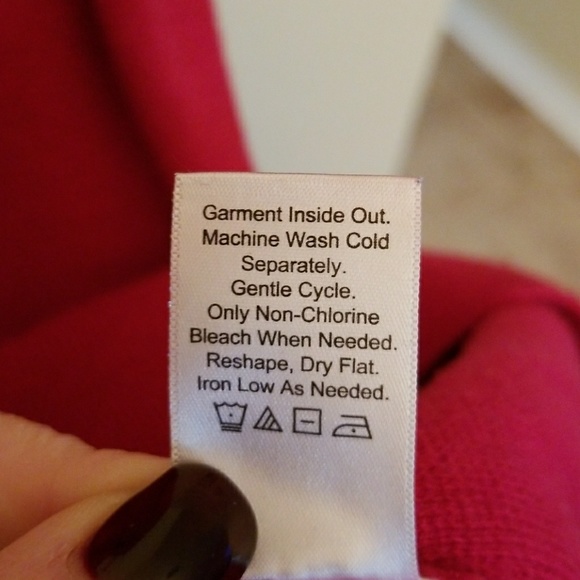 Garment Inside Out.
Machine Wash Cold
Separately.
Gentle Cycle.
Only Non-Chlorine
Bleach When Needed.
Reshape, Dry Flat.
Iron Low As Needed.